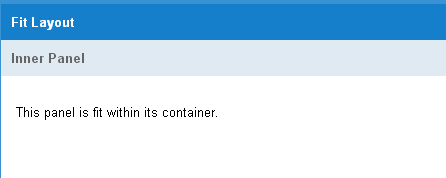 Fit Layout
Inner Panel
This panel is fit within its container.